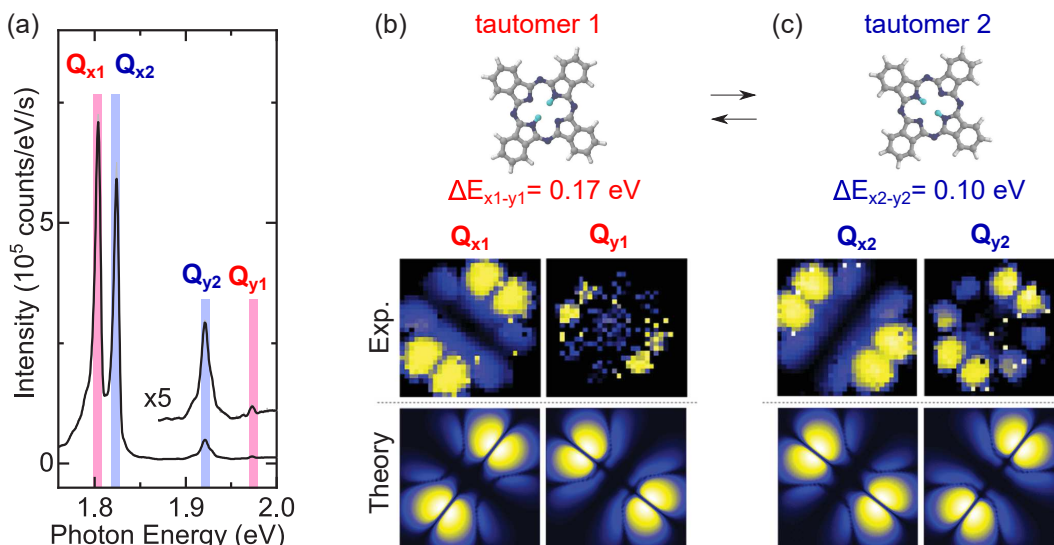 (a)
Qx1
Qx2
Qy2
Qy1
x5
5
0
1.8
1.9
2.0
Photon Energy (eV)
Intensity (10⁵ counts/eV/s)
(b)
tautomer 1
ΔEx1-y1= 0.17 eV
Qx1
Qy1
Exp.
Theory
(c)
tautomer 2
ΔEx2-y2= 0.10 eV
Qx2
Qy2